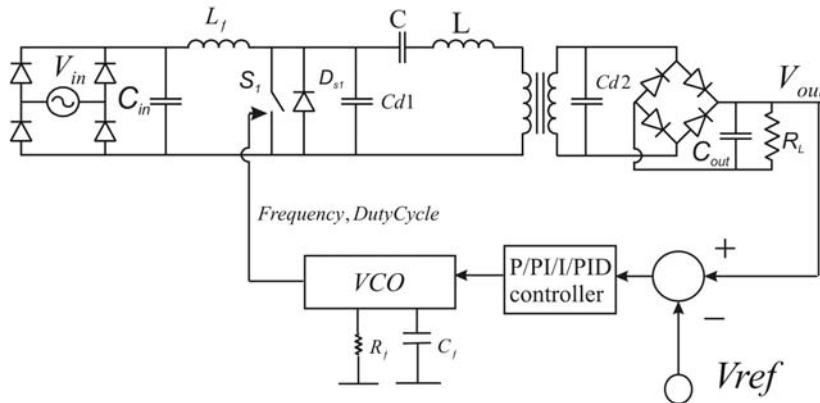 L_f
C
L
V_in
C_in
S_1
D_s1
Cd1
Cd2
V_out
C_out
R_L
Frequency, DutyCycle
VCO
P/PI/I/PID
controller
+
−
R_f
C_f
Vref